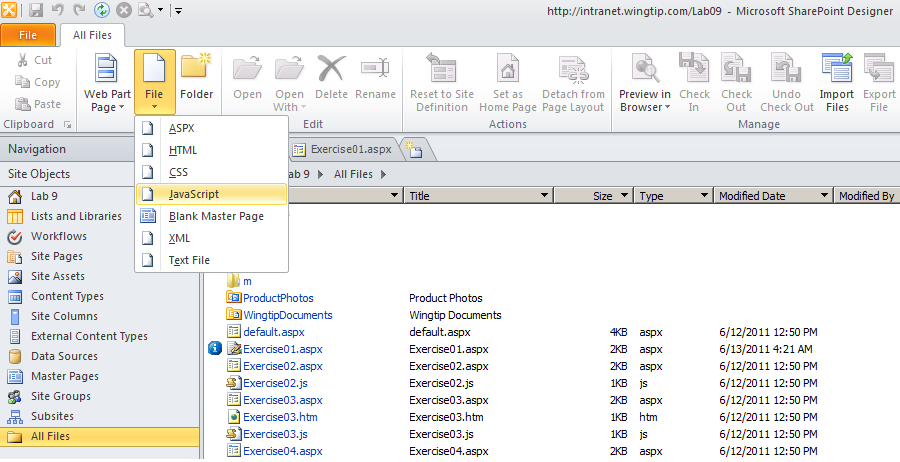 http://intranet.wingtip.com/Lab09 - Microsoft SharePoint Designer
File All Files
Cut
Copy
Paste
Clipboard
Web Part Page
File
Folder
Open
Open With
Delete
Rename
Edit
Reset to Site Definition
Set as Home Page
Detach from Page Layout
Actions
Preview in Browser
Check In
Check Out
Undo Check Out
Import Files
Export File
Manage
ASPX
HTML
CSS
JavaScript
Blank Master Page
XML
Text File
Navigation
Site Objects
Lab 9
Lists and Libraries
Workflows
Site Pages
Site Assets
Content Types
Site Columns
External Content Types
Data Sources
Master Pages
Site Groups
Subsites
All Files
Exercise01.aspx
ab 9 All Files
Title Size Type Modified Date Modified By
m
ProductPhotos Product Photos
WingtipDocuments Wingtip Documents
default.aspx default.aspx 4KB aspx 6/12/2011 12:50 PM
Exercise01.aspx Exercise01.aspx 2KB aspx 6/13/2011 4:21 AM
Exercise02.aspx Exercise02.aspx 2KB aspx 6/12/2011 12:50 PM
Exercise02.js Exercise02.js 1KB js 6/12/2011 12:50 PM
Exercise03.aspx Exercise03.aspx 2KB aspx 6/12/2011 12:50 PM
Exercise03.htm Exercise03.htm 1KB htm 6/12/2011 12:50 PM
Exercise03.js Exercise03.js 1KB js 6/12/2011 12:50 PM
Exercise04.aspx Exercise04.aspx 2KB aspx 6/12/2011 12:50 PM